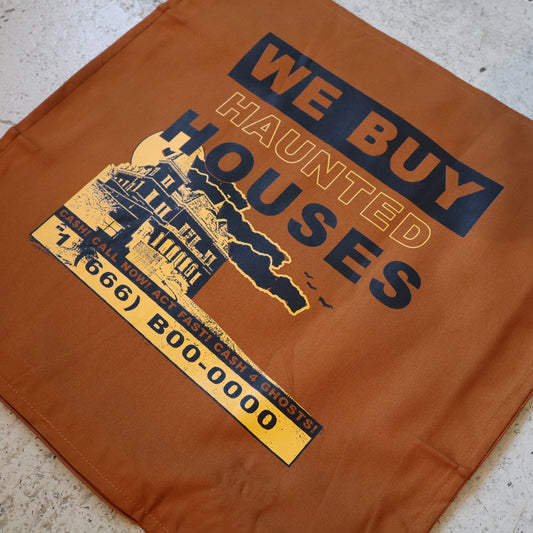 WE BUY
HAUNTED
HOUSES
CASH! CALL NOW! ACT FAST! CASH 4 GHOSTS!
-1 (666) B00-0000